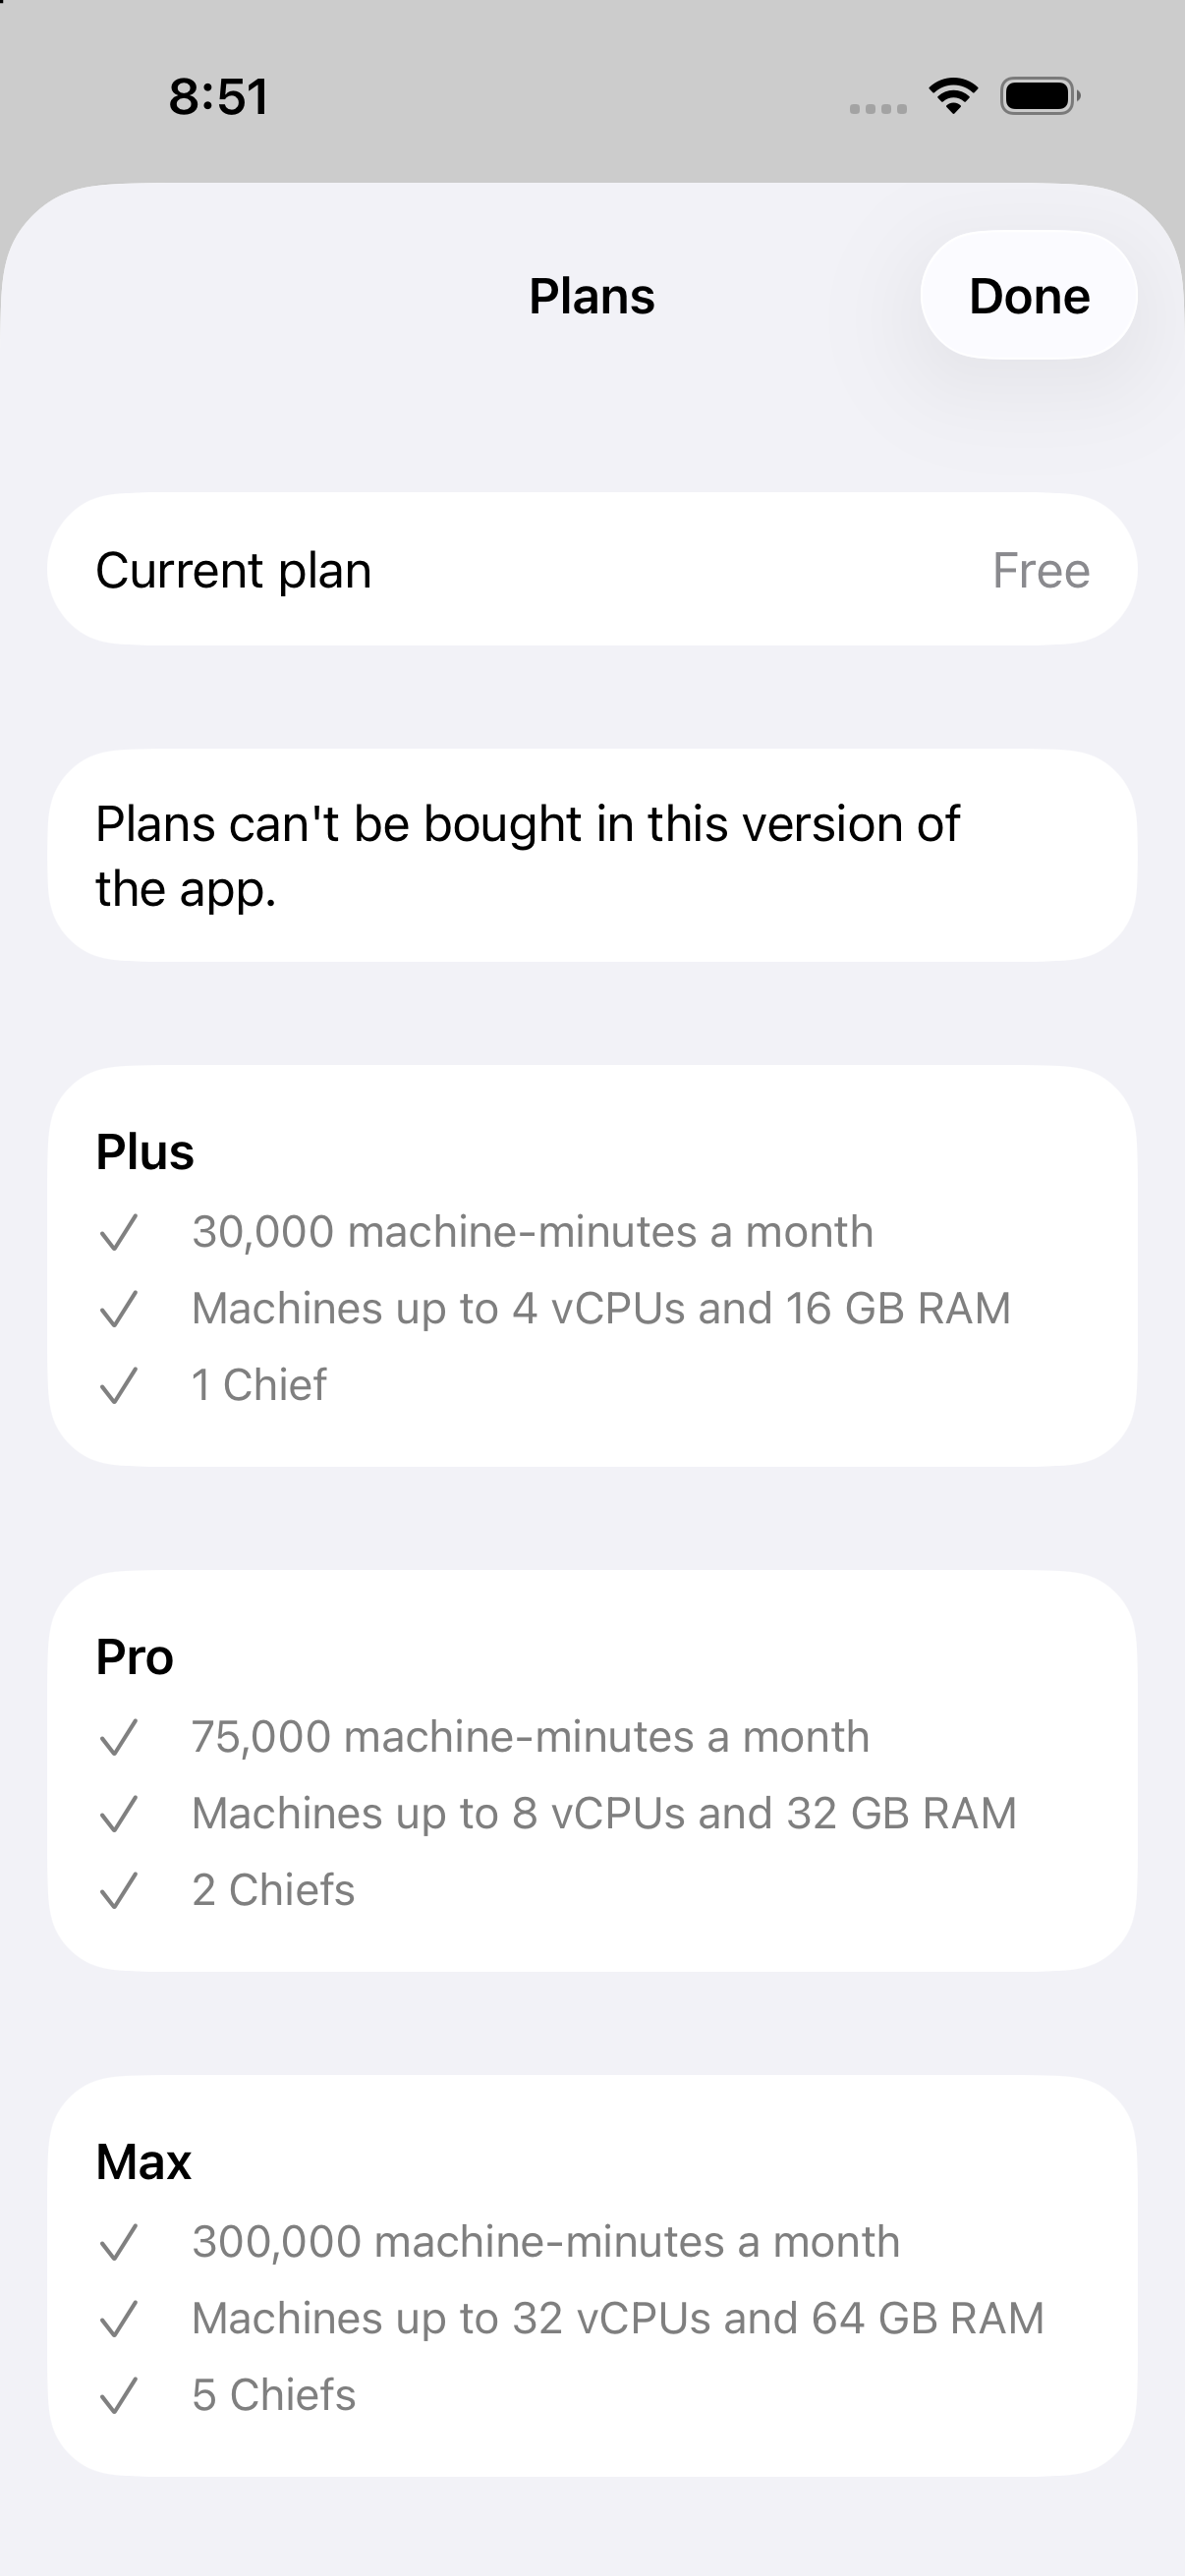 8:51
Plans
Done
Current plan
Free
Plans can't be bought in this version of
the app.
Plus
30,000 machine-minutes a month
Machines up to 4 vCPUs and 16 GB RAM
1 Chief
Pro
75,000 machine-minutes a month
Machines up to 8 vCPUs and 32 GB RAM
2 Chiefs
Max
300,000 machine-minutes a month
Machines up to 32 vCPUs and 64 GB RAM
5 Chiefs